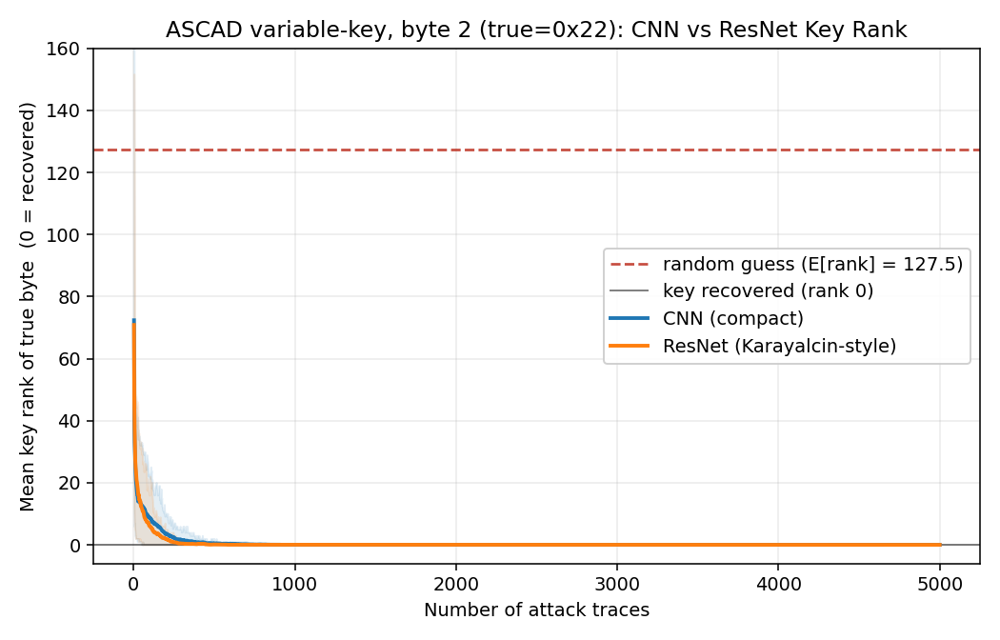 ASCAD variable-key, byte 2 (true=0x22): CNN vs ResNet Key Rank
Mean key rank of true byte  (0 = recovered)
160
140
120
100
80
60
40
20
0
random guess (E[rank] = 127.5)
key recovered (rank 0)
CNN (compact)
ResNet (Karayalcin-style)
0
1000
2000
3000
4000
5000
Number of attack traces